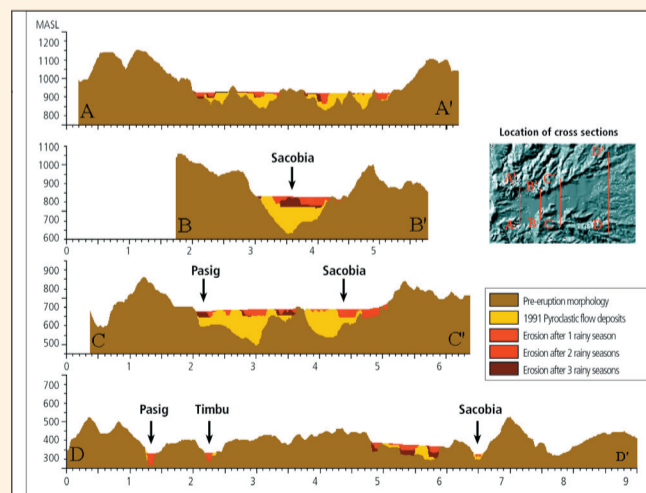 MASL
1200
1100
1000
900
800
A
A'
1100
1000
900
800
700
600
Sacobia
B
B'
0 1 2 3 4 5
Location of cross sections
900
800
700
600
500
Pasig
Sacobia
C
C'
0 1 2 3 4 5 6
Pre-eruption morphology
1991 Pyroclastic flow deposits
Erosion after 1 rainy season
Erosion after 2 rainy seasons
Erosion after 3 rainy seasons
500
400
300
Pasig
Timbu
Sacobia
D
D'
0 1 2 3 4 5 6 7 8 9